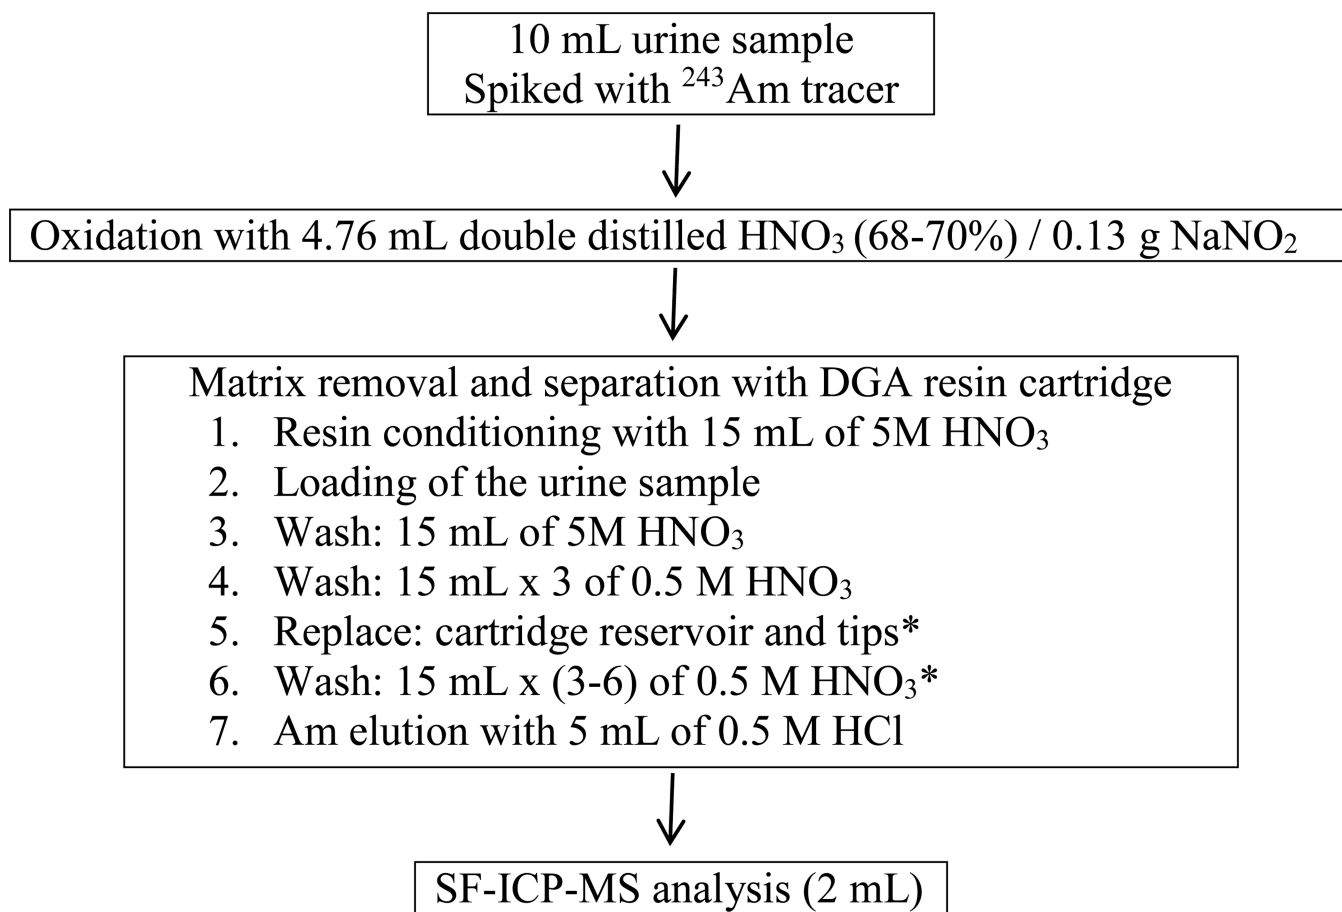 10 mL urine sample
Spiked with ²⁴³Am tracer
Oxidation with 4.76 mL double distilled HNO₃ (68-70%) / 0.13 g NaNO₂
Matrix removal and separation with DGA resin cartridge
1. Resin conditioning with 15 mL of 5M HNO₃
2. Loading of the urine sample
3. Wash: 15 mL of 5M HNO₃
4. Wash: 15 mL x 3 of 0.5 M HNO₃
5. Replace: cartridge reservoir and tips*
6. Wash: 15 mL x (3-6) of 0.5 M HNO₃*
7. Am elution with 5 mL of 0.5 M HCl
SF-ICP-MS analysis (2 mL)